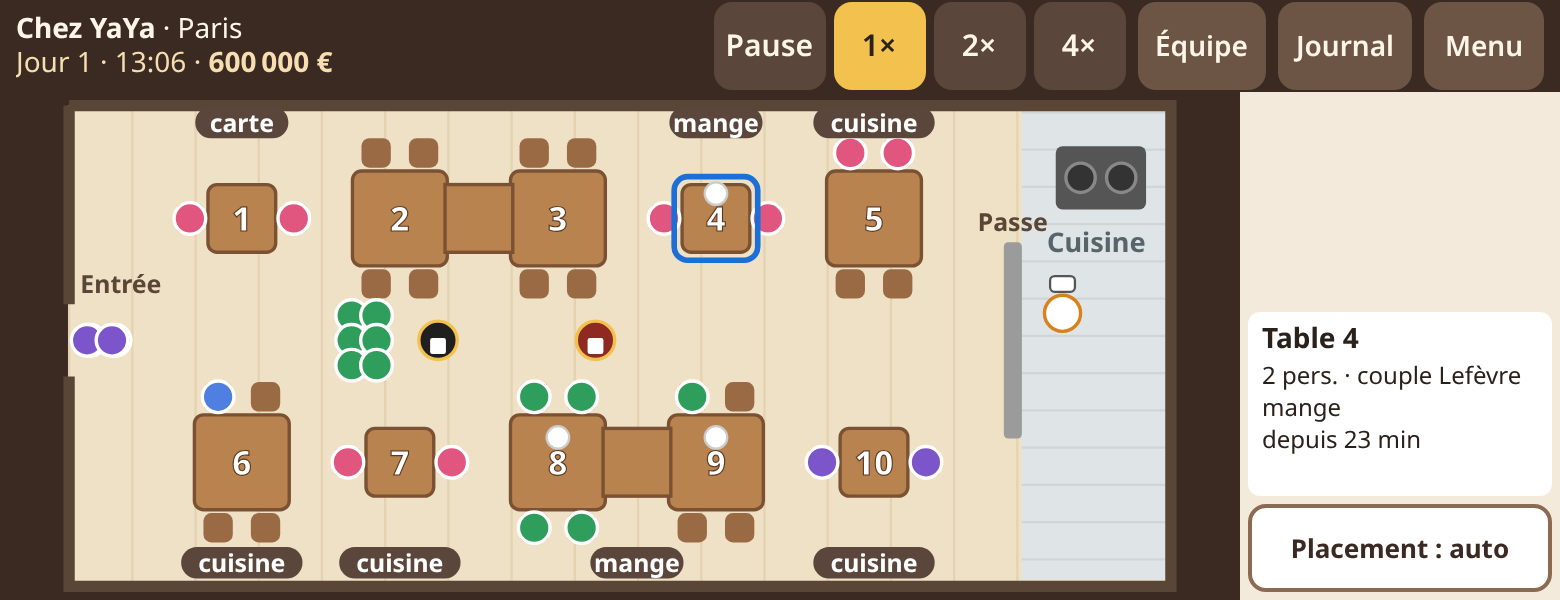 Chez YaYa · Paris
Jour 1 · 13:06 · 600 000 €
Pause
1×
2×
4×
Équipe
Journal
Menu
carte
mange
cuisine
1
2
3
4
5
Passe
Cuisine
Entrée
6
7
8
9
10
cuisine
cuisine
mange
cuisine
Table 4
2 pers. · couple Lefèvre
mange
depuis 23 min
Placement : auto